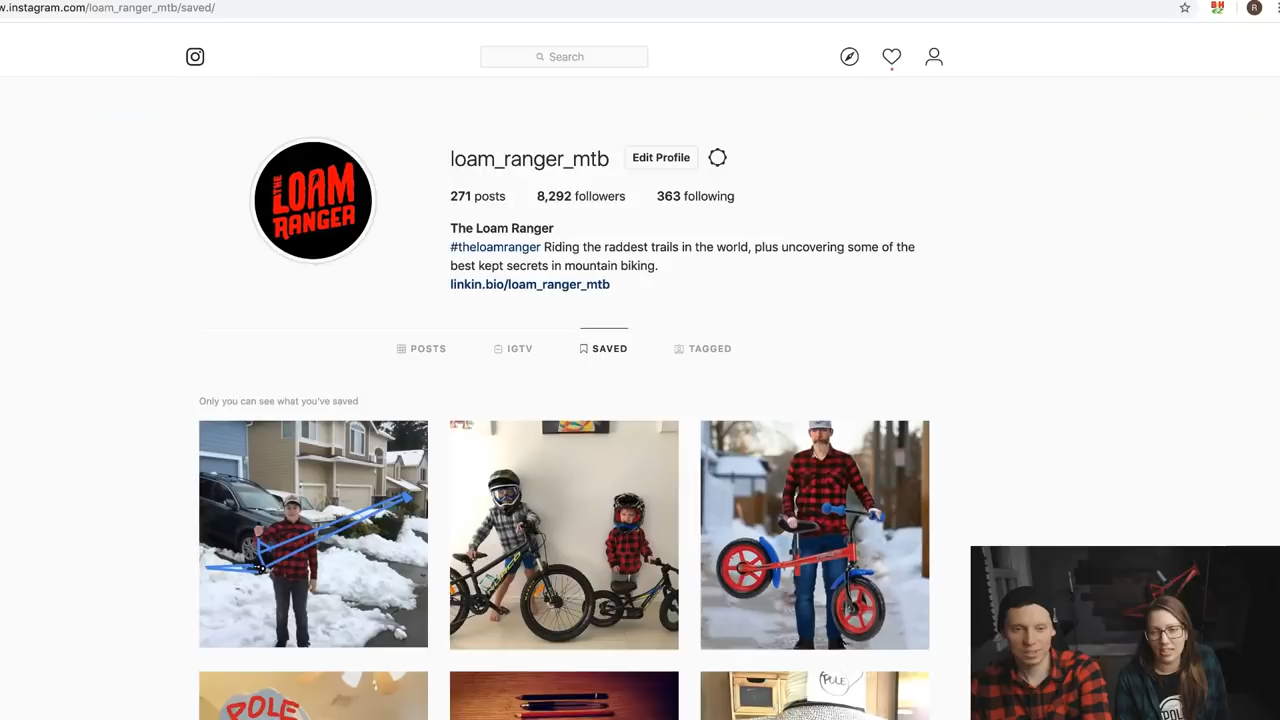 w.instagram.com/loam_ranger_mtb/saved/
BH
R
Search
THE
LOAM
RANGER
loam_ranger_mtb
Edit Profile
271 posts
8,292 followers
363 following
The Loam Ranger
#theloamranger Riding the raddest trails in the world, plus uncovering some of the
best kept secrets in mountain biking.
linkin.bio/loam_ranger_mtb
POSTS
IGTV
SAVED
TAGGED
Only you can see what you've saved
POLE
POLE
POLE